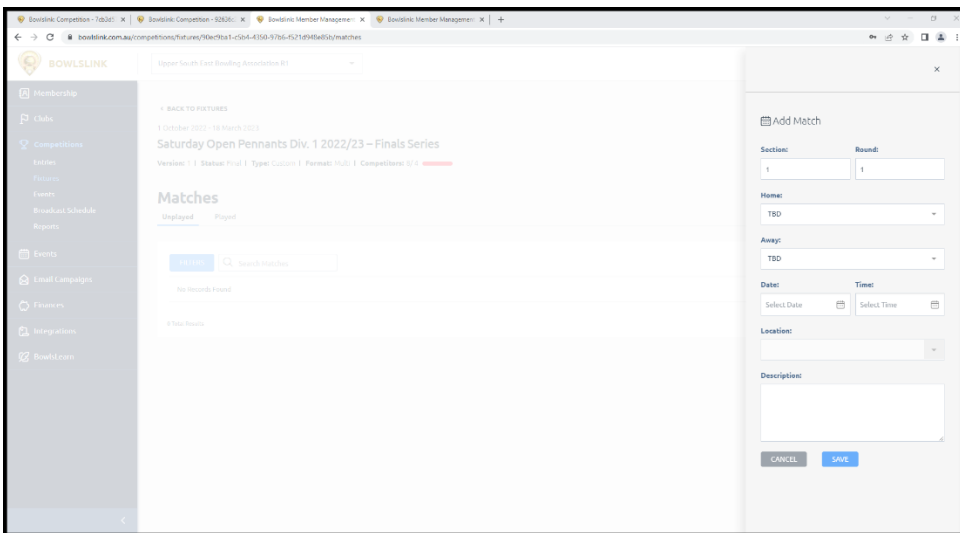 Bowlslink Competition - 7cb3d5
Bowlslink Competition - 92636c
Bowlslink Member Managemen
Bowlslink Member Managemen
bowlslink.com.au/competitions/fixtures/90ec9ba1-c5b4-4350-97b6-f521d948e85b/matches
BOWLSLINK
Upper South East Bowling Association R1
Membership
Clubs
Competitions
Entries
Fixtures
Events
Broadcast Schedule
Reports
Events
Email Campaigns
Finances
Integrations
BowlsLearn
BACK TO FIXTURES
1 October 2022 - 18 March 2023
Saturday Open Pennants Div. 1 2022/23 – Finals Series
Version: 1 | Status: Final | Type: Custom | Format: Multi | Competitors: 0/ 4
Matches
Unplayed Played
Search matches
No Records Found
0 Total Results
Add Match
Section: Round:
1 1
Home:
TBD
Away:
TBD
Date: Time:
Select Date Select Time
Location:
Description:
CANCEL SAVE